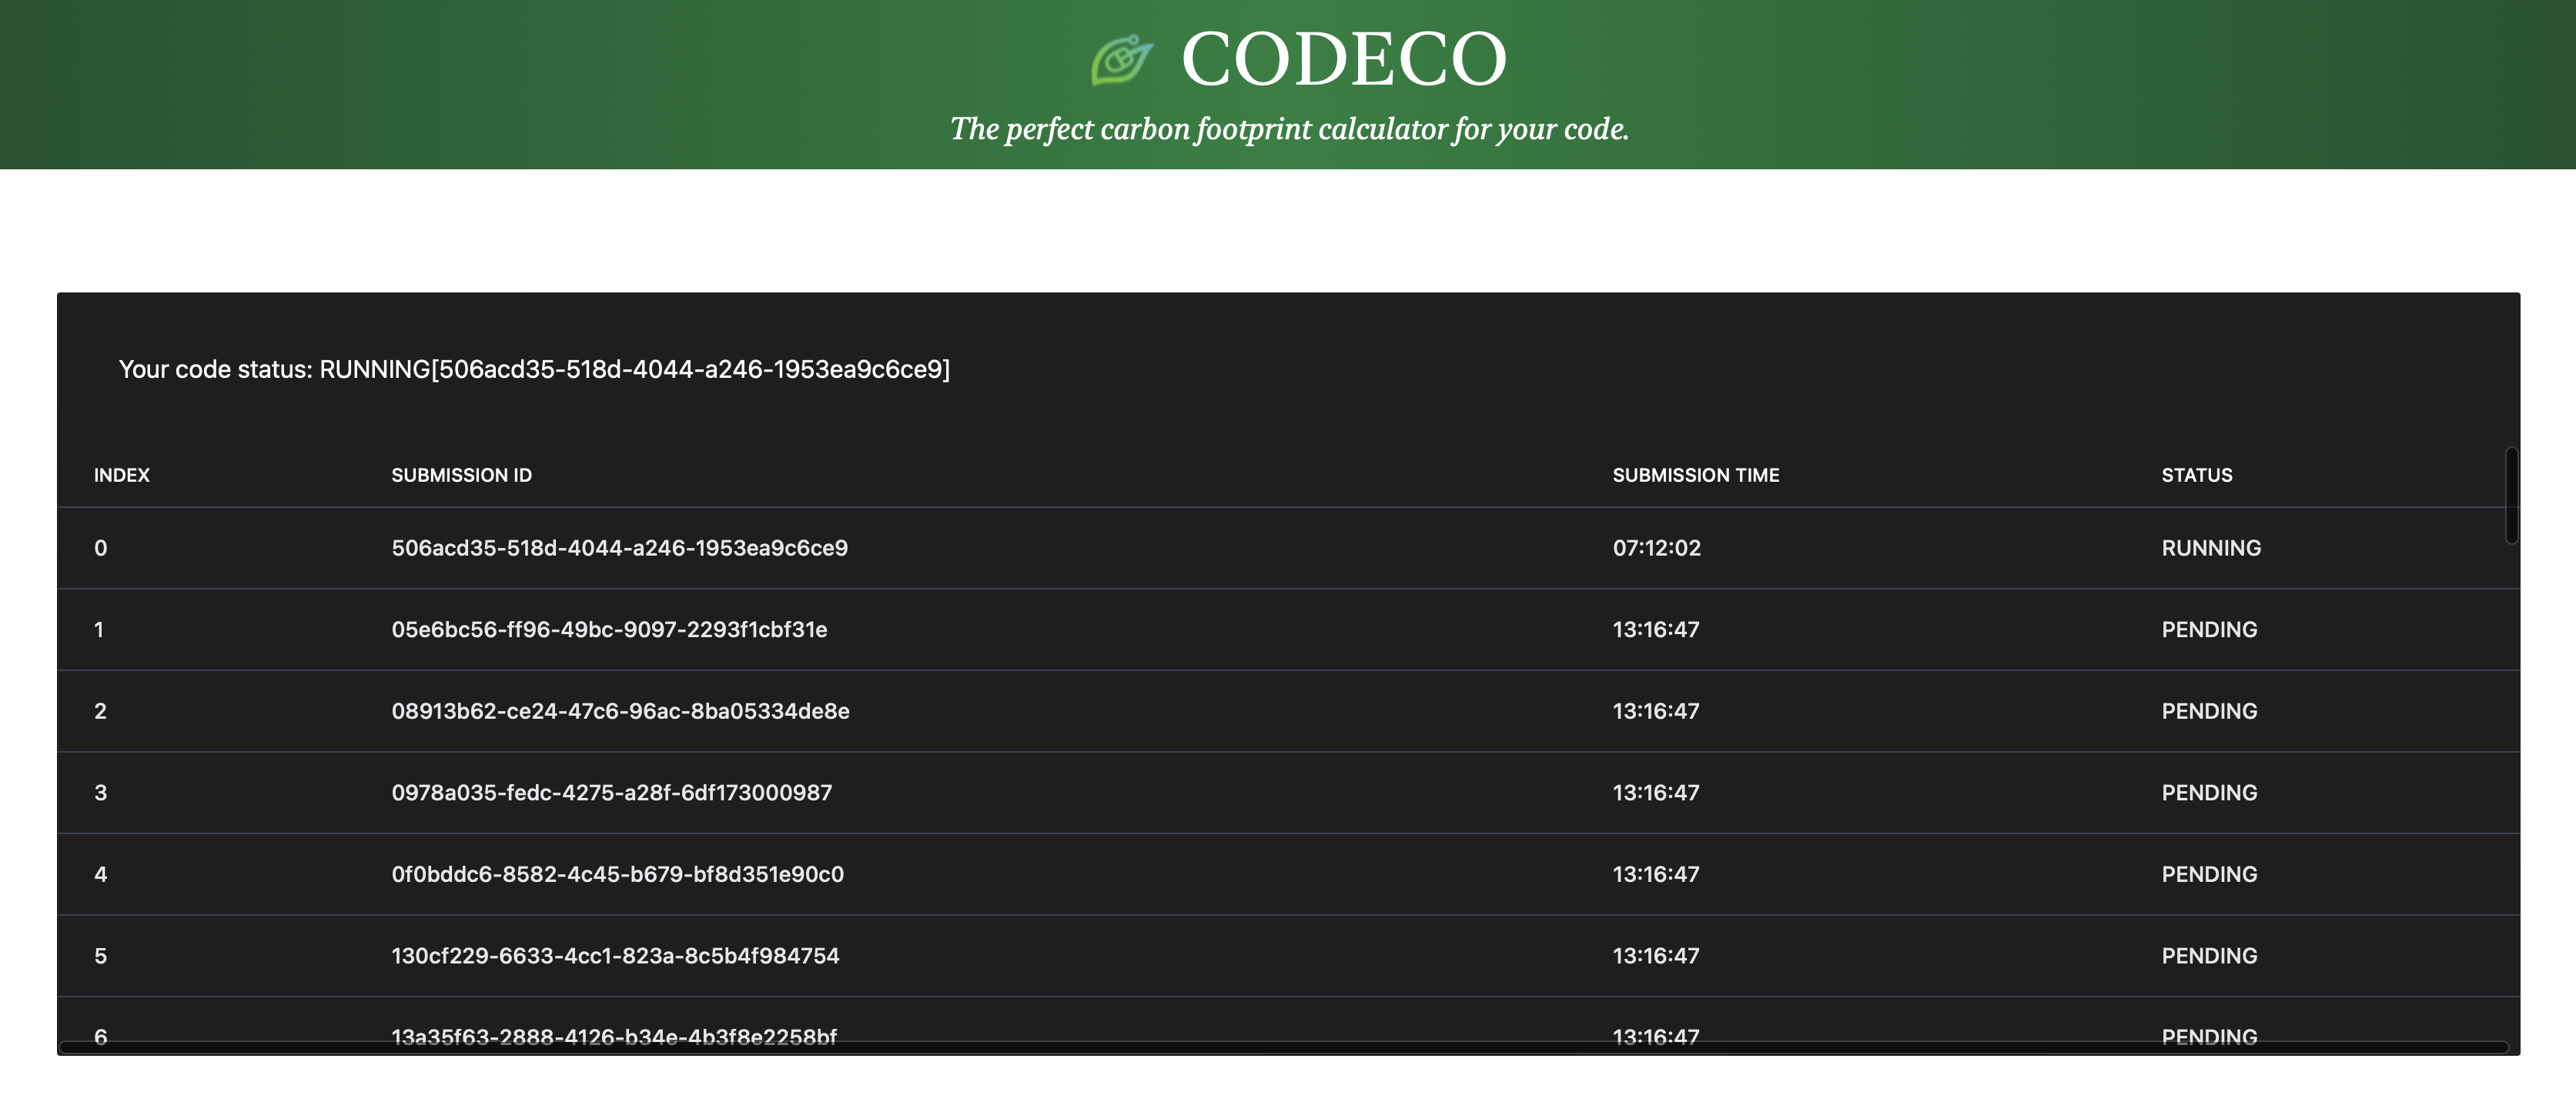 CODECO
The perfect carbon footprint calculator for your code.
Your code status: RUNNING[506acd35-518d-4044-a246-1953ea9c6ce9]
INDEX SUBMISSION ID SUBMISSION TIME STATUS
0 506acd35-518d-4044-a246-1953ea9c6ce9 07:12:02 RUNNING
1 05e6bc56-ff96-49bc-9097-2293f1cbf31e 13:16:47 PENDING
2 08913b62-ce24-47c6-96ac-8ba05334de8e 13:16:47 PENDING
3 0978a035-fedc-4275-a28f-6df173000987 13:16:47 PENDING
4 0f0bddc6-8582-4c45-b679-bf8d351e90c0 13:16:47 PENDING
5 130cf229-6633-4cc1-823a-8c5b4f984754 13:16:47 PENDING
6 13a35f63-2888-4126-b34e-4b3f8e2258bf 13:16:47 PENDING